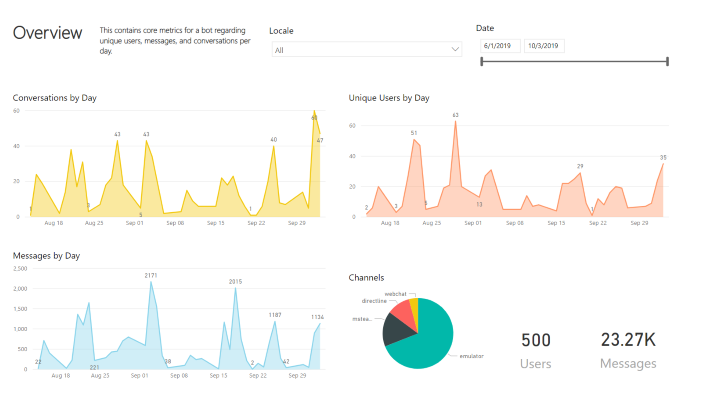 Overview
This contains core metrics for a bot regarding
unique users, messages, and conversations per
day.
Locale
All
Date
6/1/2019
10/3/2019
Conversations by Day
60
40
20
0
1
3
43
5
43
1
40
60
47
Aug 18
Aug 25
Sep 01
Sep 08
Sep 15
Sep 22
Sep 29
Unique Users by Day
60
40
20
0
2
3
51
5
63
13
29
1
35
Aug 18
Aug 25
Sep 01
Sep 08
Sep 15
Sep 22
Sep 29
Messages by Day
2,500
2,000
1,500
1,000
500
0
22
221
2171
38
2015
2
1187
42
1134
Aug 18
Aug 25
Sep 01
Sep 08
Sep 15
Sep 22
Sep 29
Channels
webchat
directline
mstea...
emulator
500
Users
23.27K
Messages